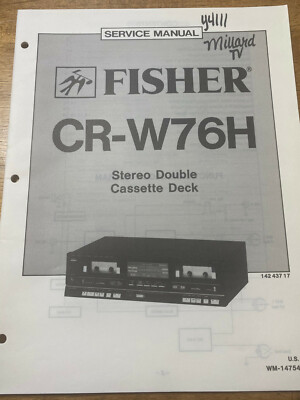 y4111
SERVICE MANUAL
Millard
TV
FISHER®
CR-W76H
Stereo Double
Cassette Deck
142 437 17
U.S.
WM-14754